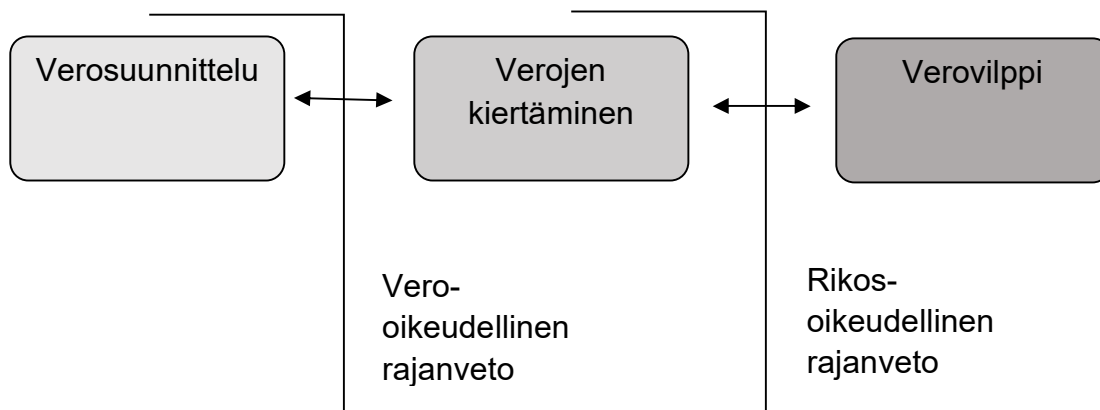 Verosuunnittelu
Verojen
kiertäminen
Verovilppi
Vero-
oikeudellinen
rajanveto
Rikos-
oikeudellinen
rajanveto